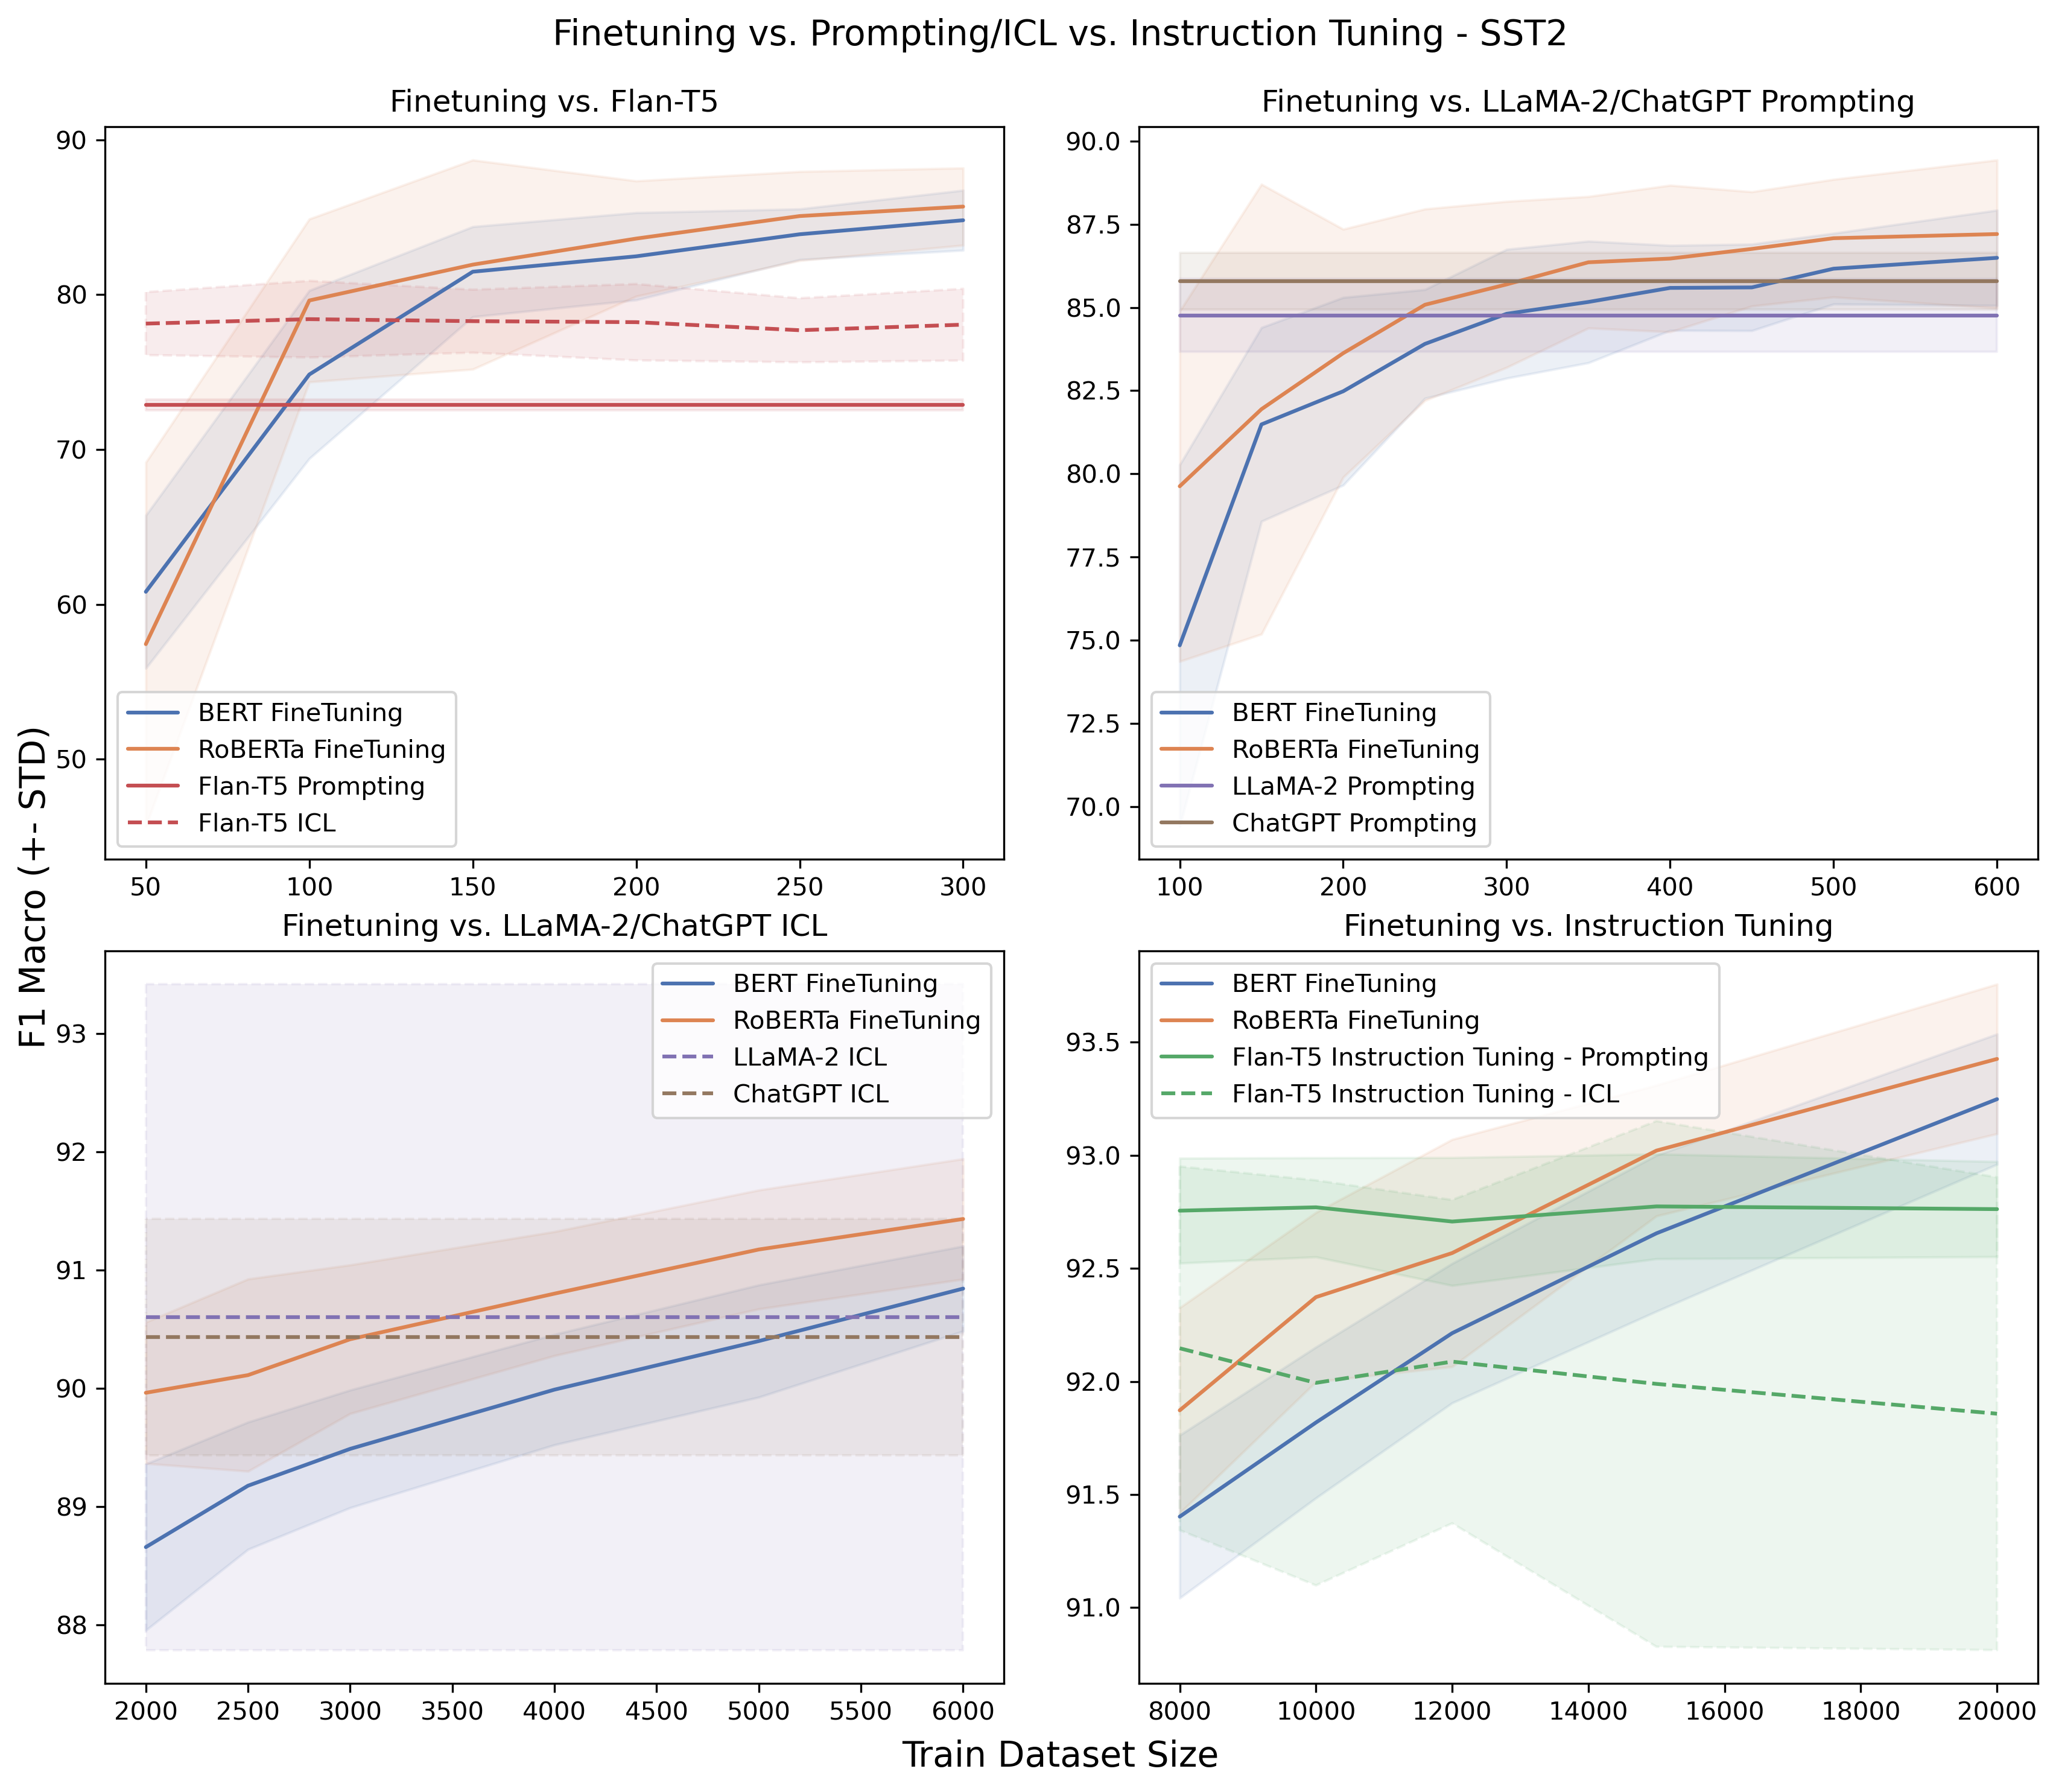 Finetuning vs. Prompting/ICL vs. Instruction Tuning - SST2
Finetuning vs. Flan-T5
90
80
70
60
50
BERT FineTuning
RoBERTa FineTuning
Flan-T5 Prompting
Flan-T5 ICL
50 100 150 200 250 300
Finetuning vs. LLaMA-2/ChatGPT Prompting
90.0
87.5
85.0
82.5
80.0
77.5
75.0
72.5
70.0
BERT FineTuning
RoBERTa FineTuning
LLaMA-2 Prompting
ChatGPT Prompting
100 200 300 400 500 600
F1 Macro (+- STD)
Finetuning vs. LLaMA-2/ChatGPT ICL
93
92
91
90
89
88
BERT FineTuning
RoBERTa FineTuning
LLaMA-2 ICL
ChatGPT ICL
2000 2500 3000 3500 4000 4500 5000 5500 6000
Finetuning vs. Instruction Tuning
93.5
93.0
92.5
92.0
91.5
91.0
BERT FineTuning
RoBERTa FineTuning
Flan-T5 Instruction Tuning - Prompting
Flan-T5 Instruction Tuning - ICL
8000 10000 12000 14000 16000 18000 20000
Train Dataset Size